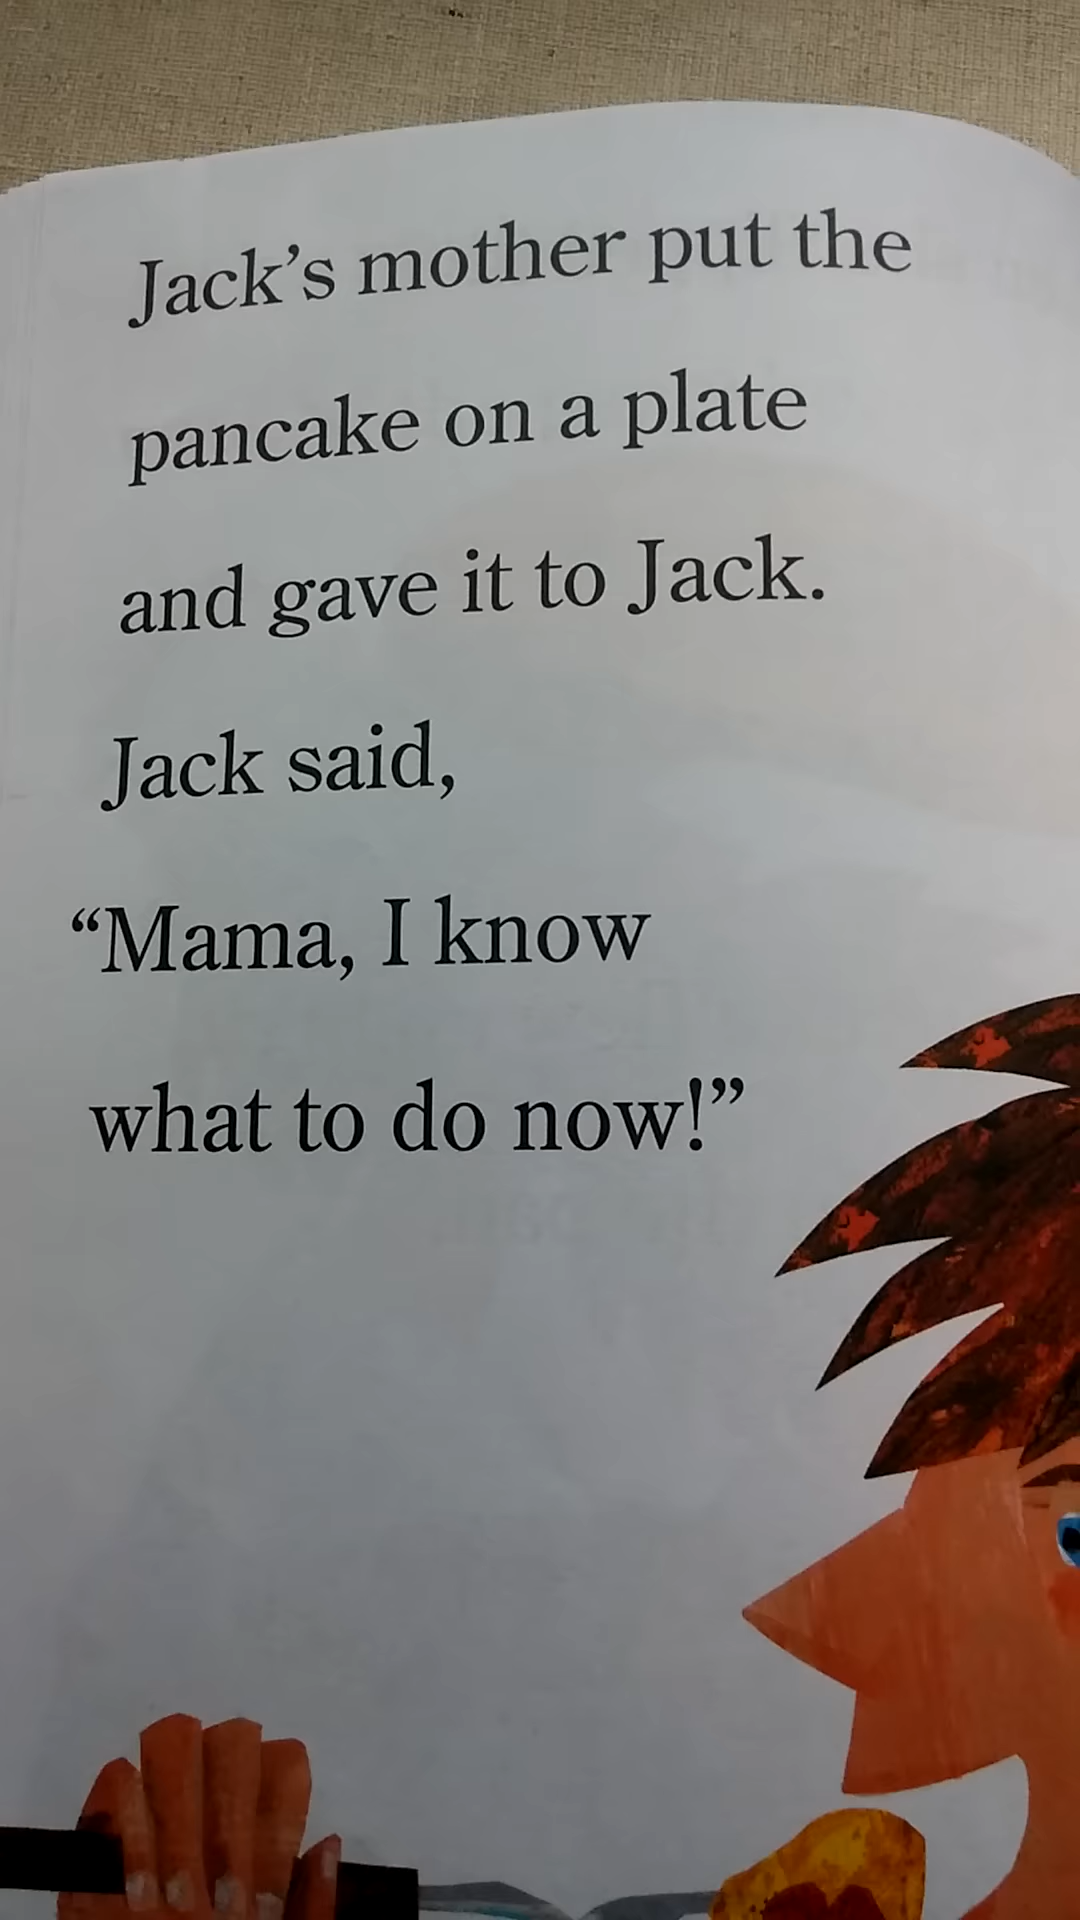 Jack’s mother put the
pancake on a plate
and gave it to Jack.
Jack said,
“Mama, I know
what to do now!”